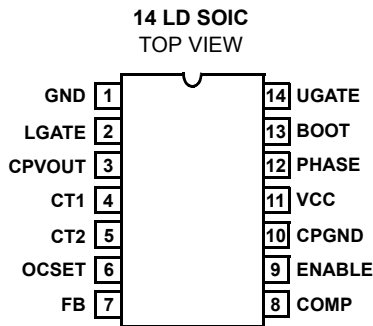 14 LD SOIC
TOP VIEW
GND 1 14 UGATE
LGATE 2 13 BOOT
CPVOUT 3 12 PHASE
CT1 4 11 VCC
CT2 5 10 CPGND
OCSET 6 9 ENABLE
FB 7 8 COMP